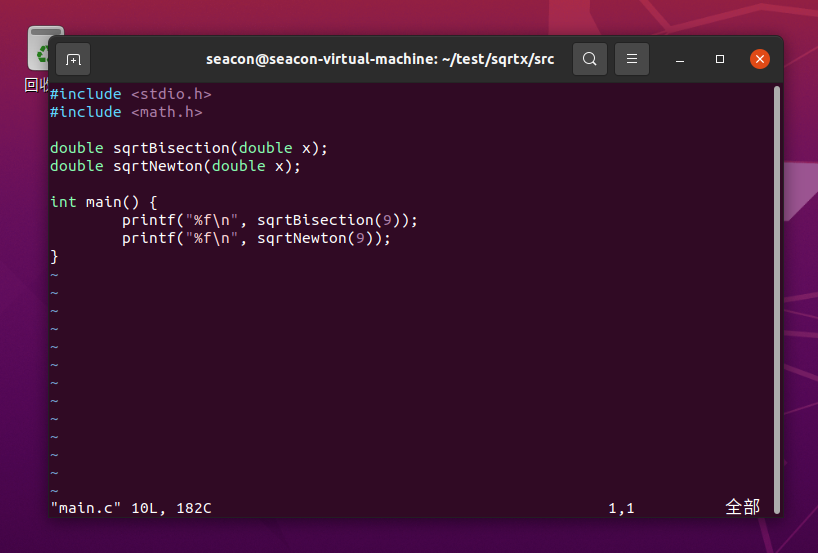 回收
seacon@seacon-virtual-machine: ~/test/sqrtx/src
#include <stdio.h>
#include <math.h>
double sqrtBisection(double x);
double sqrtNewton(double x);
int main() {
        printf("%f\n", sqrtBisection(9));
        printf("%f\n", sqrtNewton(9));
}
~
~
~
~
~
~
~
~
~
~
~
~
~
"main.c" 10L, 182C 1,1 全部